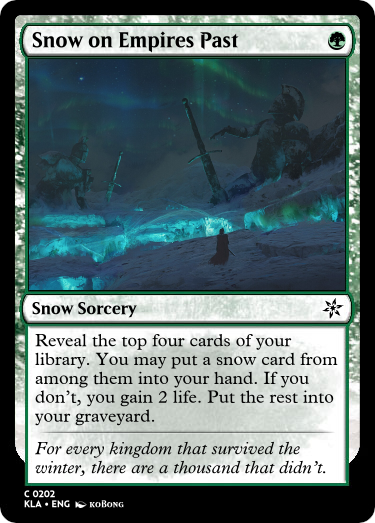 Snow on Empires Past
Snow Sorcery
Reveal the top four cards of your
library. You may put a snow card from
among them into your hand. If you
don't, you gain 2 life. Put the rest into
your graveyard.
For every kingdom that survived the
winter, there are a thousand that didn't.
C 0202
KLA • ENG KOBONG